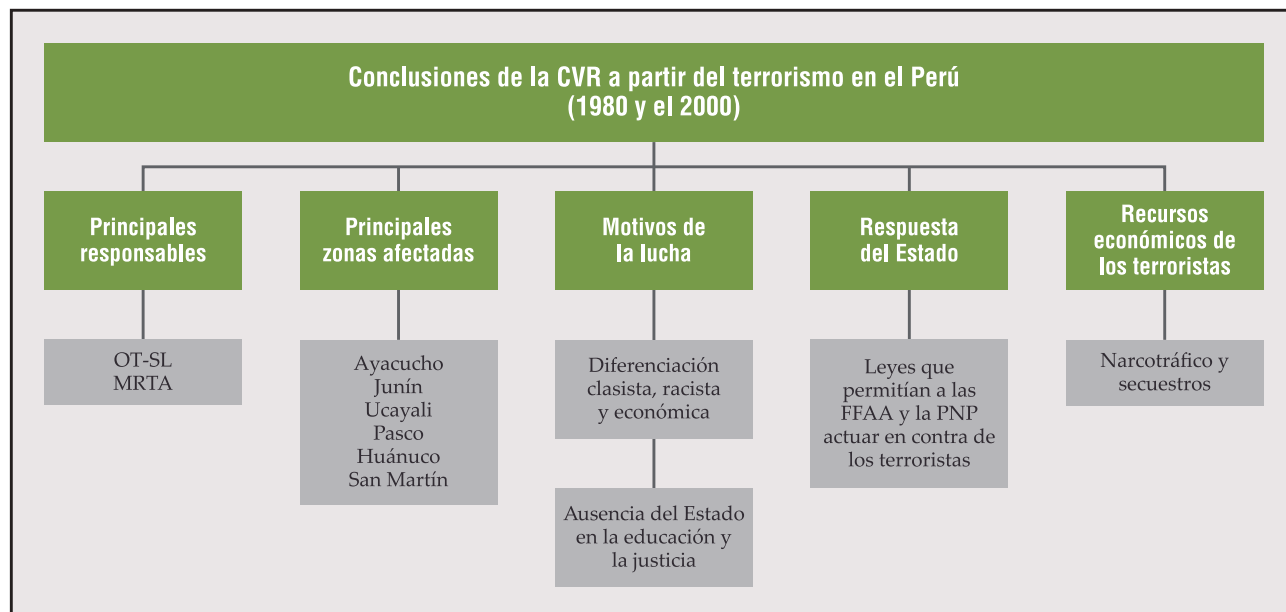 Conclusiones de la CVR a partir del terrorismo en el Perú
(1980 y el 2000)
Principales
responsables
OT-SL
MRTA
Principales
zonas afectadas
Ayacucho
Junín
Ucayali
Pasco
Huánuco
San Martín
Motivos de
la lucha
Diferenciación
clasista, racista
y económica
Ausencia del Estado
en la educación y
la justicia
Respuesta
del Estado
Leyes que
permitían a las
FFAA y la PNP
actuar en contra de
los terroristas
Recursos
económicos de
los terroristas
Narcotráfico y
secuestros